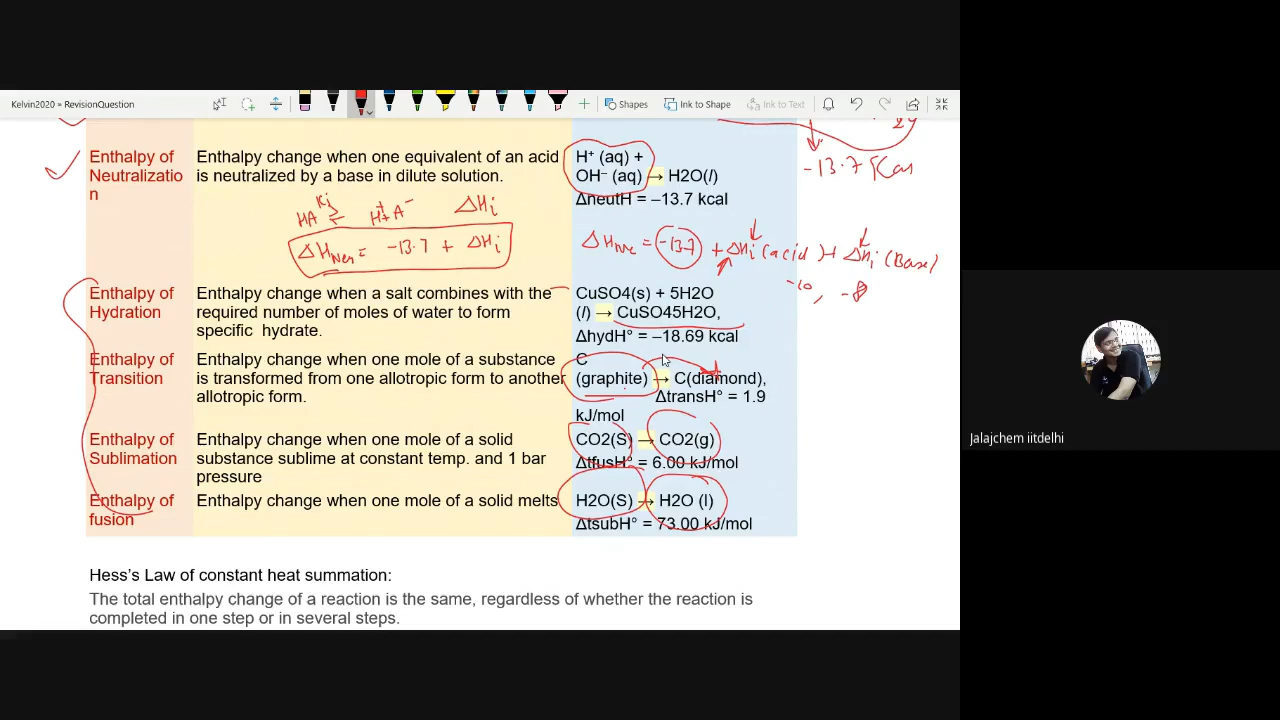 Kelvin2020 » RevisionQuestion
Shapes
Ink to Shape
Ink to Text
-13.7 Kcal
Enthalpy of
Neutralizatio
n
Enthalpy change when one equivalent of an acid
is neutralized by a base in dilute solution.
H⁺ (aq) +
OH⁻ (aq) → H2O(l)
ΔneutH = –13.7 kcal
HA ⇌ H⁺ A⁻ ΔHi
ΔHNeu = -13.7 + ΔHi
ΔHNeu = -13.7 + ΔHi (acid) + ΔHi (Base)
-10, -8
Enthalpy of
Hydration
Enthalpy change when a salt combines with the
required number of moles of water to form
specific hydrate.
CuSO4(s) + 5H2O
(l) → CuSO45H2O,
ΔhydH° = –18.69 kcal
Enthalpy of
Transition
Enthalpy change when one mole of a substance
is transformed from one allotropic form to another
allotropic form.
C
(graphite) → C(diamond),
ΔtransH° = 1.9
kJ/mol
Enthalpy of
Sublimation
Enthalpy change when one mole of a solid
substance sublime at constant temp. and 1 bar
pressure
CO2(S) → CO2(g)
ΔtfusH° = 6.00 kJ/mol
Enthalpy of
fusion
Enthalpy change when one mole of a solid melts
H2O(S) → H2O (l)
ΔtsubH° = 73.00 kJ/mol
Hess’s Law of constant heat summation:
The total enthalpy change of a reaction is the same, regardless of whether the reaction is
completed in one step or in several steps.
Jalajchem iitdelhi